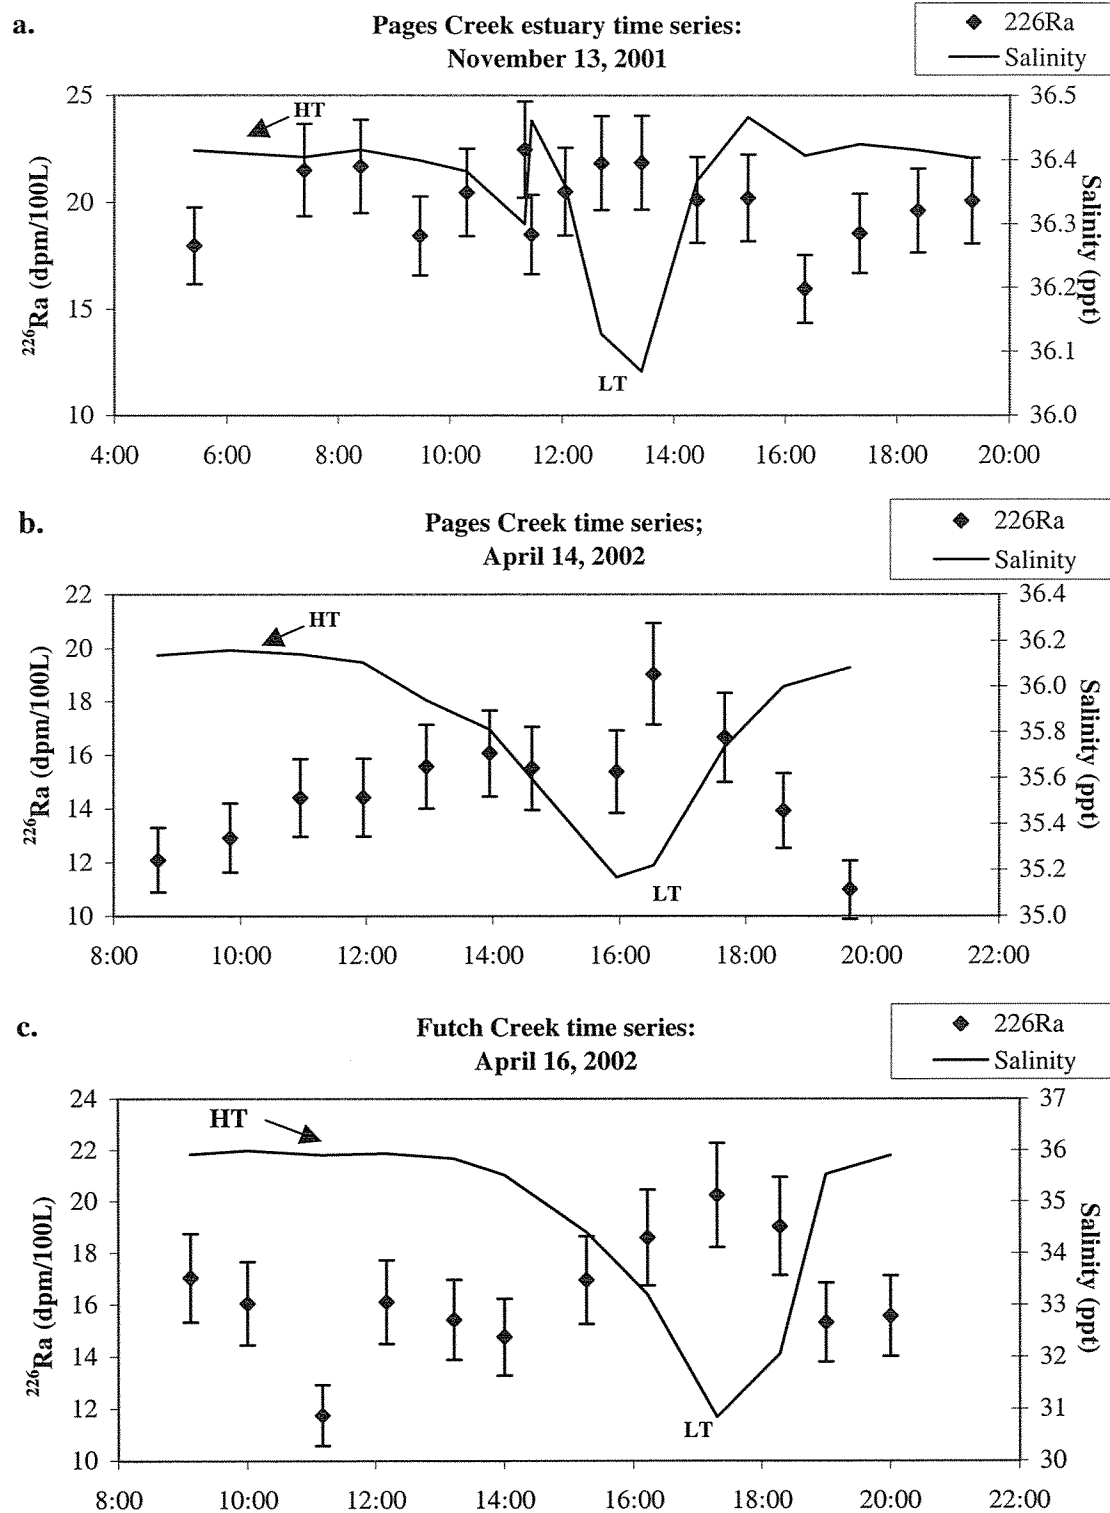 a.
Pages Creek estuary time series:
November 13, 2001
226Ra
Salinity
HT
LT
25
20
15
10
²²⁶Ra (dpm/100L)
36.5
36.4
36.3
36.2
36.1
36.0
Salinity (ppt)
4:00 6:00 8:00 10:00 12:00 14:00 16:00 18:00 20:00
b.
Pages Creek time series;
April 14, 2002
226Ra
Salinity
HT
LT
22
20
18
16
14
12
10
²²⁶Ra (dpm/100L)
36.4
36.2
36.0
35.8
35.6
35.4
35.2
35.0
Salinity (ppt)
8:00 10:00 12:00 14:00 16:00 18:00 20:00 22:00
c.
Futch Creek time series:
April 16, 2002
226Ra
Salinity
HT
LT
24
22
20
18
16
14
12
10
²²⁶Ra (dpm/100L)
37
36
35
34
33
32
31
30
Salinity (ppt)
8:00 10:00 12:00 14:00 16:00 18:00 20:00 22:00